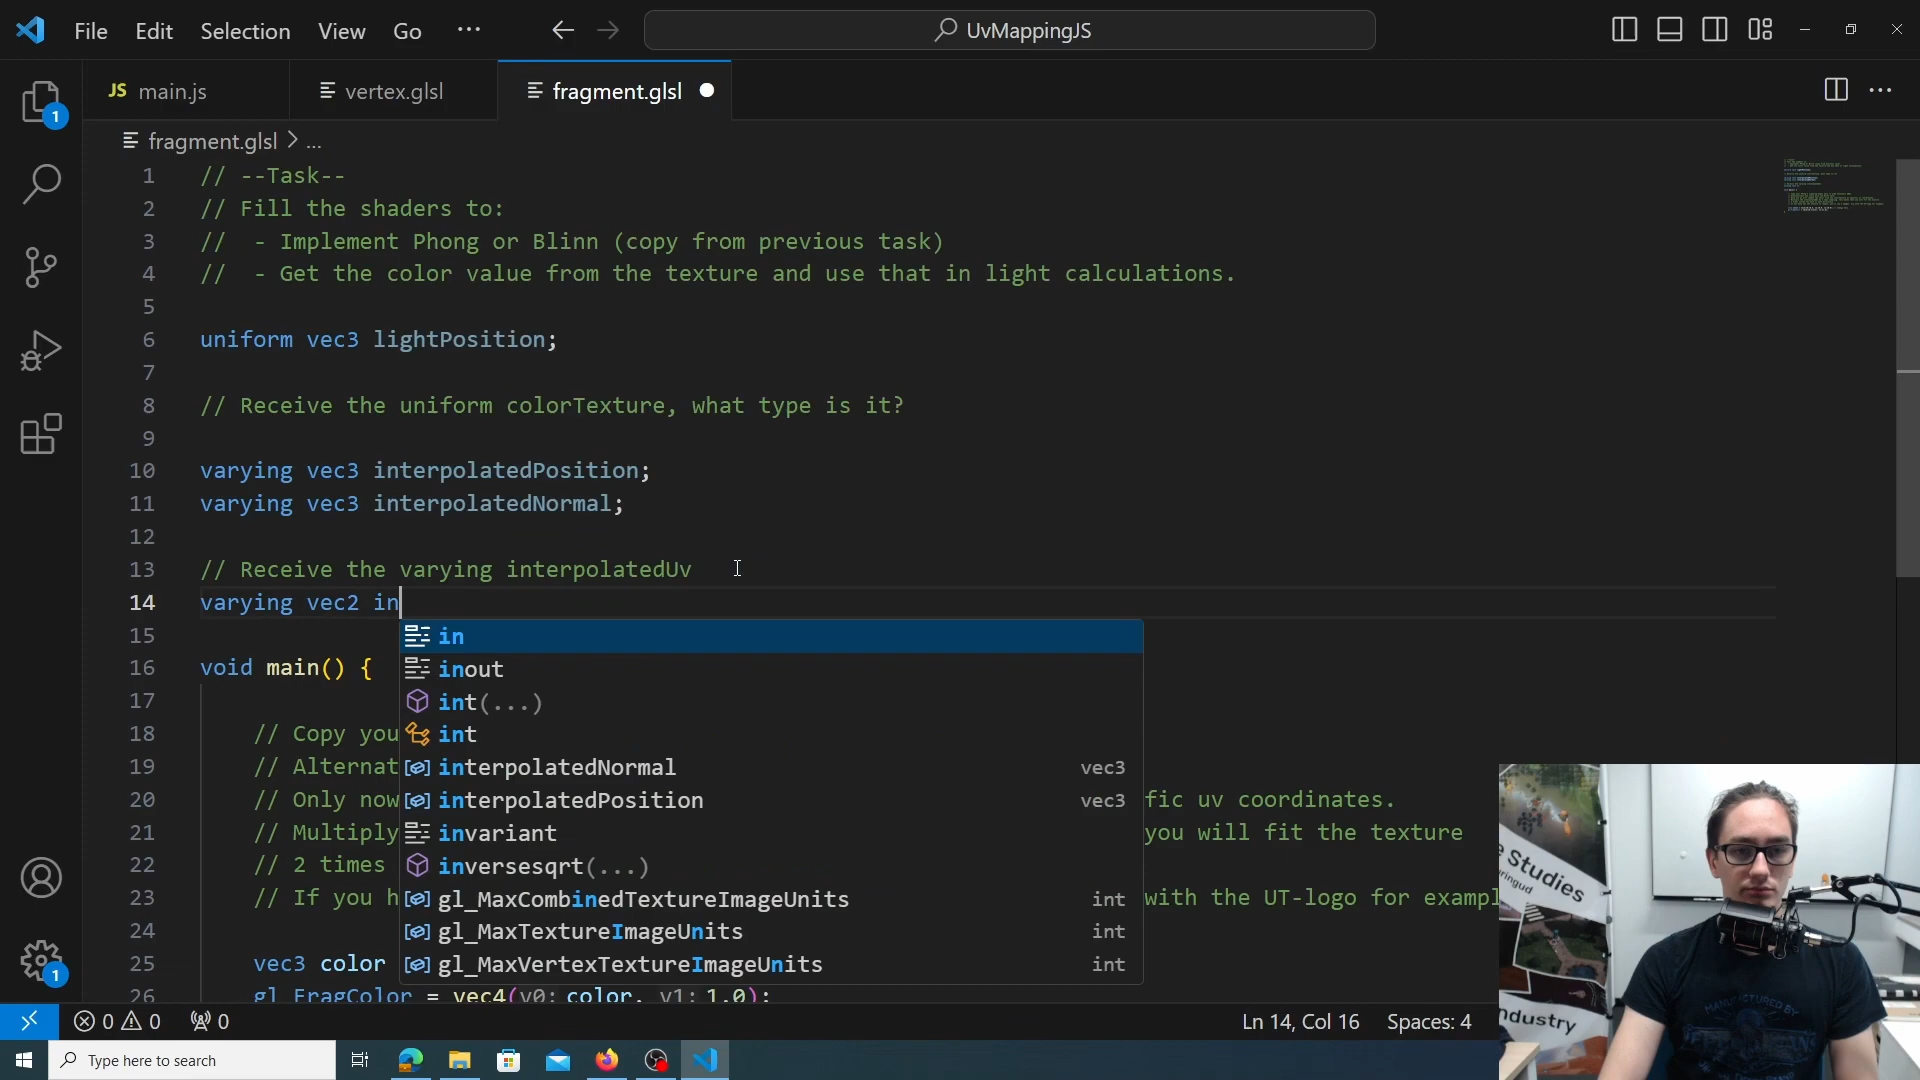 File Edit Selection View Go ···
UvMappingJS
JS main.js
vertex.glsl
fragment.glsl
fragment.glsl > ...
1 // --Task--
2 // Fill the shaders to:
3 //  - Implement Phong or Blinn (copy from previous task)
4 //  - Get the color value from the texture and use that in light calculations.
5
6 uniform vec3 lightPosition;
7
8 // Receive the uniform colorTexture, what type is it?
9
10 varying vec3 interpolatedPosition;
11 varying vec3 interpolatedNormal;
12
13 // Receive the varying interpolatedUv
14 varying vec2 in
15
in
inout
16 void main() {
17
int(...)
18 // Copy you
int
19 // Alternat
interpolatedNormal vec3
20 // Only now
interpolatedPosition vec3
fic uv coordinates.
21 // Multiply
invariant
you will fit the texture
22 // 2 times
inversesqrt(...)
23 // If you h
gl_MaxCombinedTextureImageUnits int
with the UT-logo for exampl
24
gl_MaxTextureImageUnits int
25 vec3 color
gl_MaxVertexTextureImageUnits int
26 gl_FragColor = vec4(v0: color, v1: 1.0);
1
1
e Studies
ringud
ndustry
MANUFACTURED BY
0 0 0
Ln 14, Col 16 Spaces: 4
Type here to search